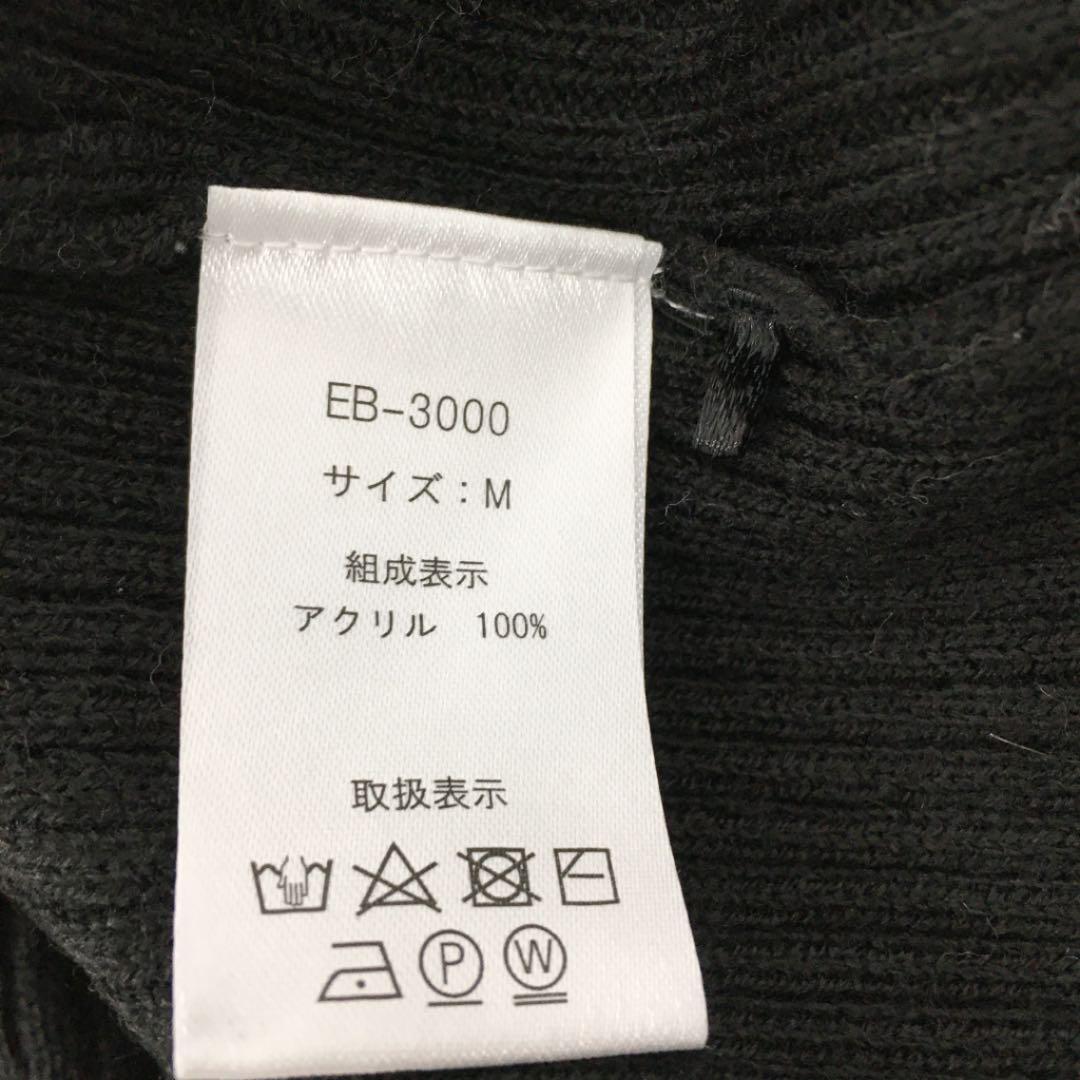 EB-3000
サイズ：M
組成表示
アクリル　100%
取扱表示
P W